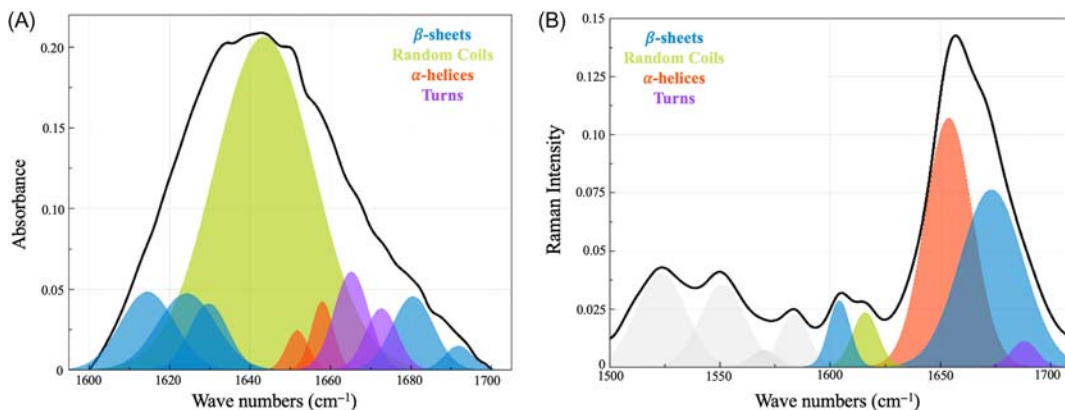 (A)
β-sheets
Random Coils
α-helices
Turns
Absorbance
0.20
0.15
0.10
0.05
0
1600
1620
1640
1660
1680
1700
Wave numbers (cm⁻¹)
(B)
β-sheets
Random Coils
α-helices
Turns
Raman Intensity
0.15
0.125
0.10
0.075
0.05
0.025
0
1500
1550
1600
1650
1700
Wave numbers (cm⁻¹)